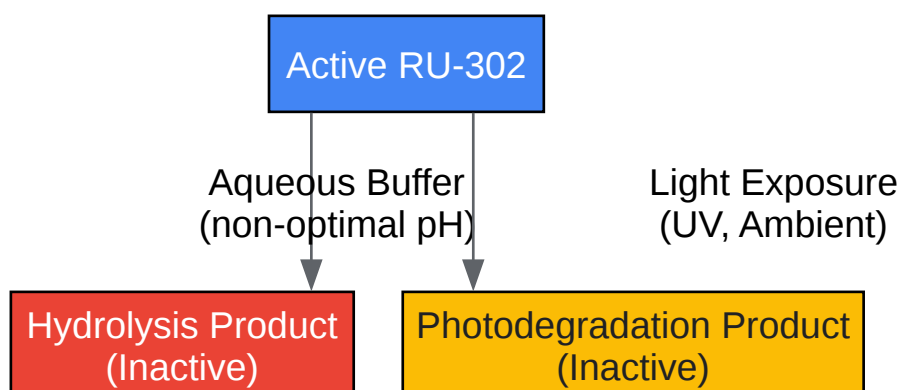 Active RU-302
Aqueous Buffer
(non-optimal pH)
Light Exposure
(UV, Ambient)
Hydrolysis Product
(Inactive)
Photodegradation Product
(Inactive)